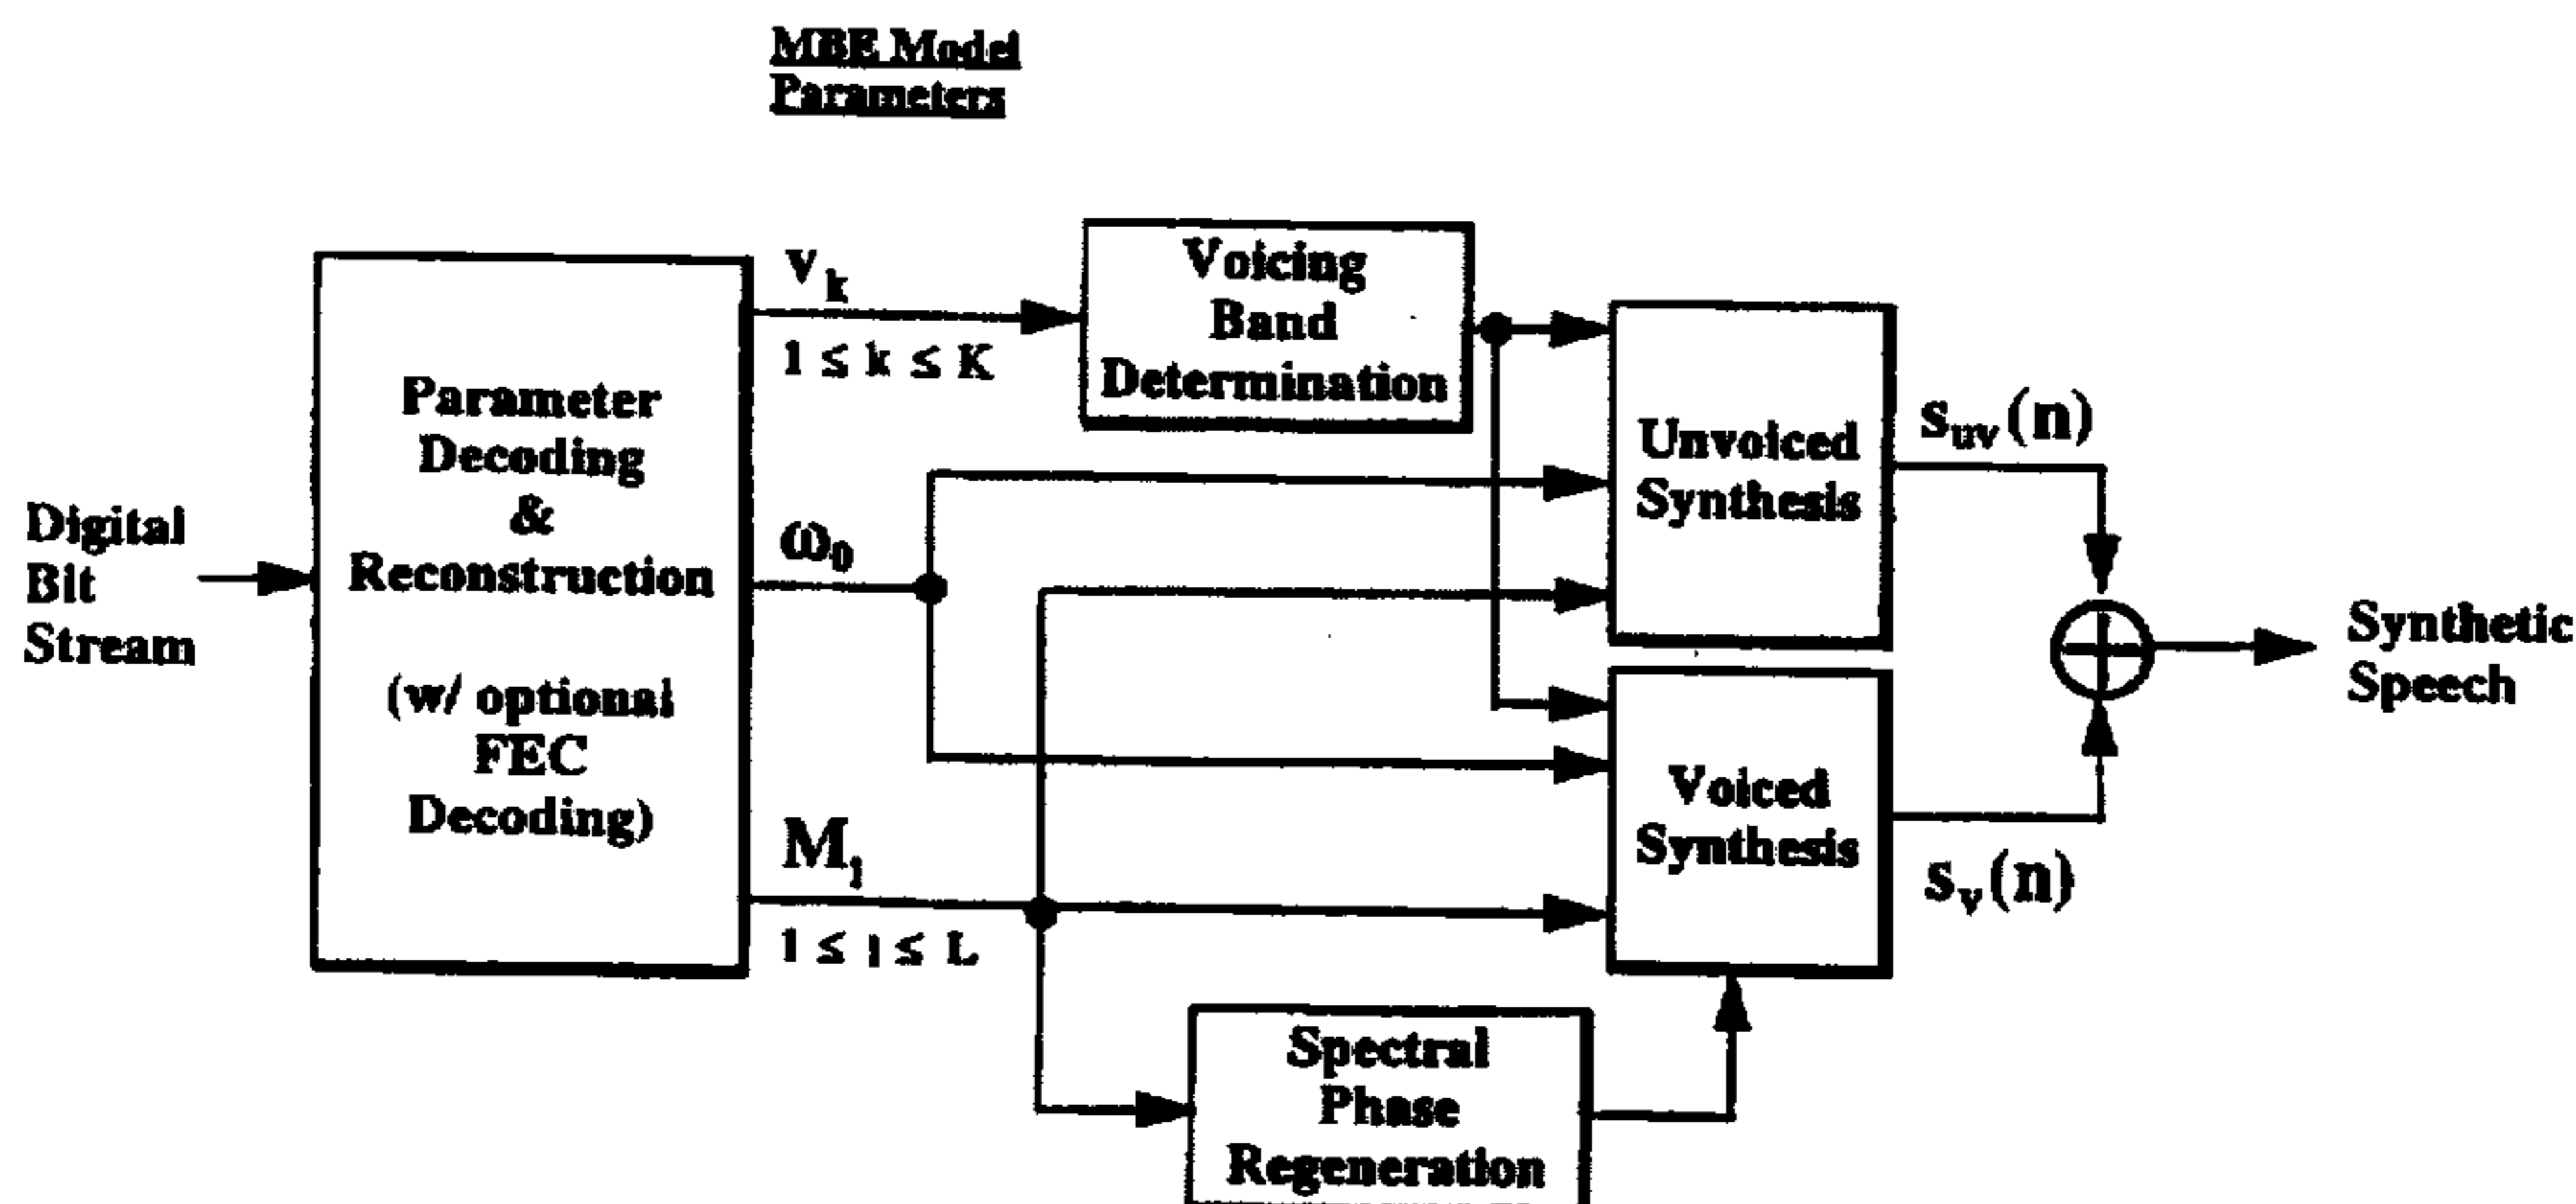 MBE Model
Parameters
Digital
Bit
Stream
Parameter
Decoding
&
Reconstruction
(w/ optional
FEC
Decoding)
v_k
1 ≤ k ≤ K
ω₀
M_l
1 ≤ l ≤ L
Voicing
Band
Determination
Unvoiced
Synthesis
Voiced
Synthesis
Spectral
Phase
Regeneration
s_uv(n)
s_v(n)
Synthetic
Speech